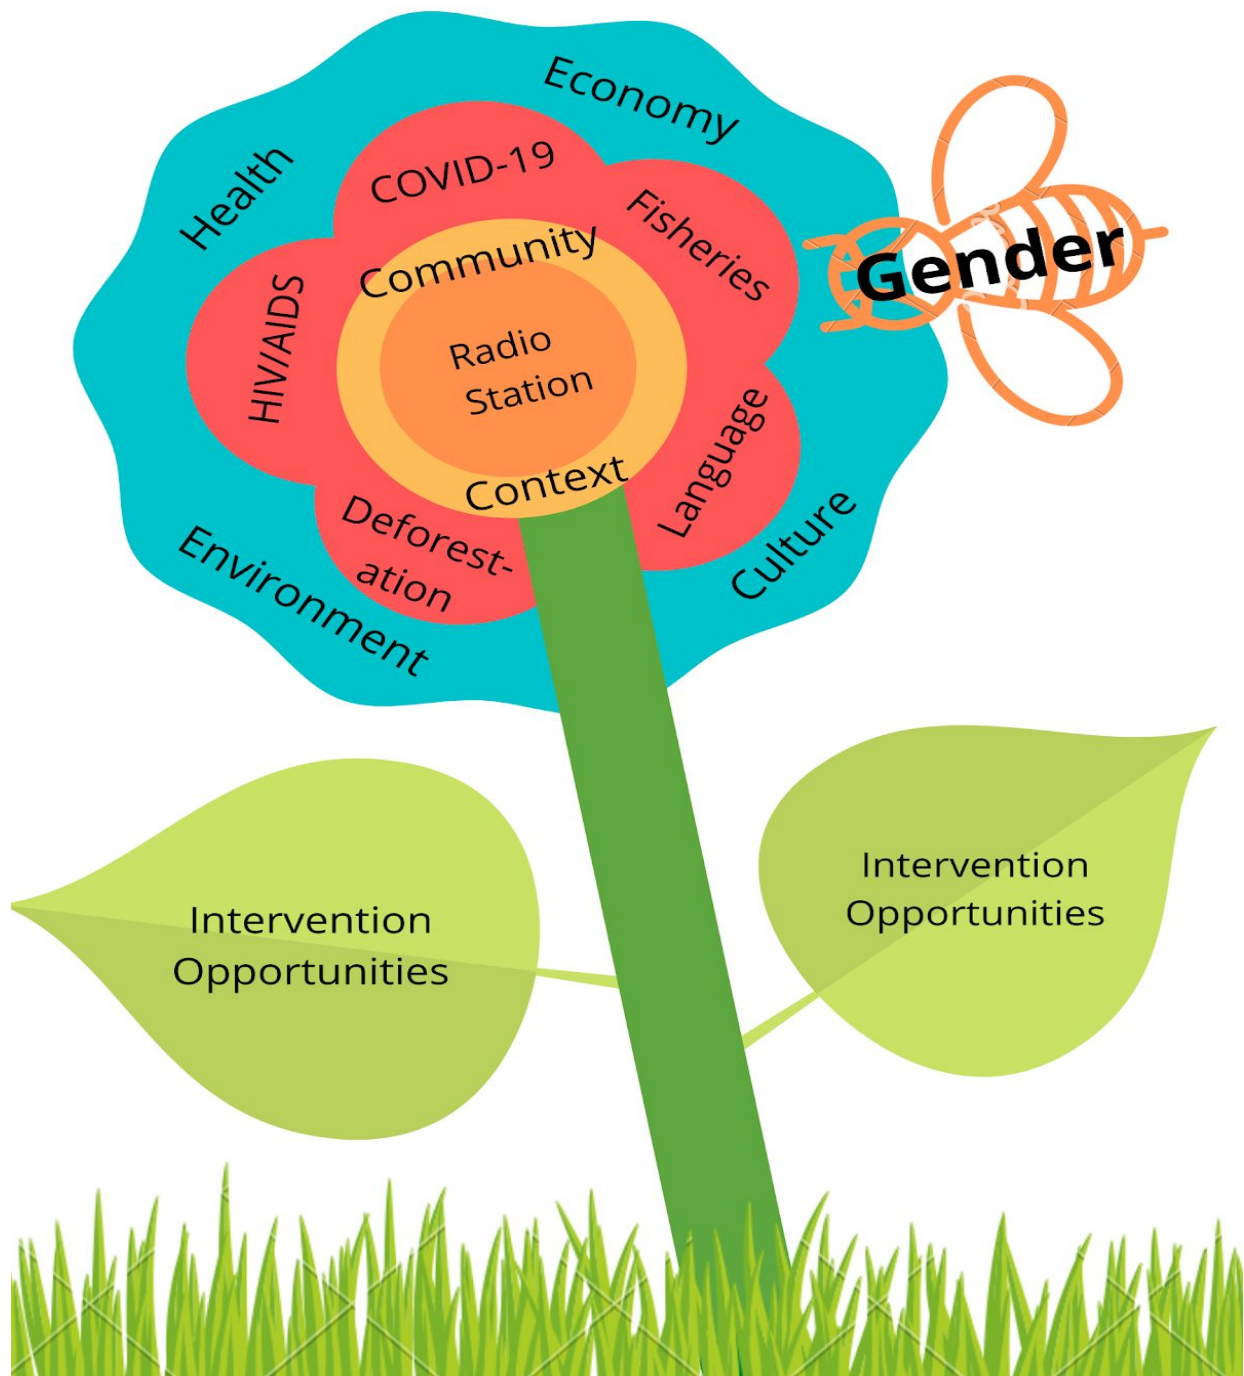 Economy
Health
COVID-19
Fisheries
Gender
HIV/AIDS
Community
Radio
Station
Context
Language
Culture
Deforest-
ation
Environment
Intervention
Opportunities
Intervention
Opportunities